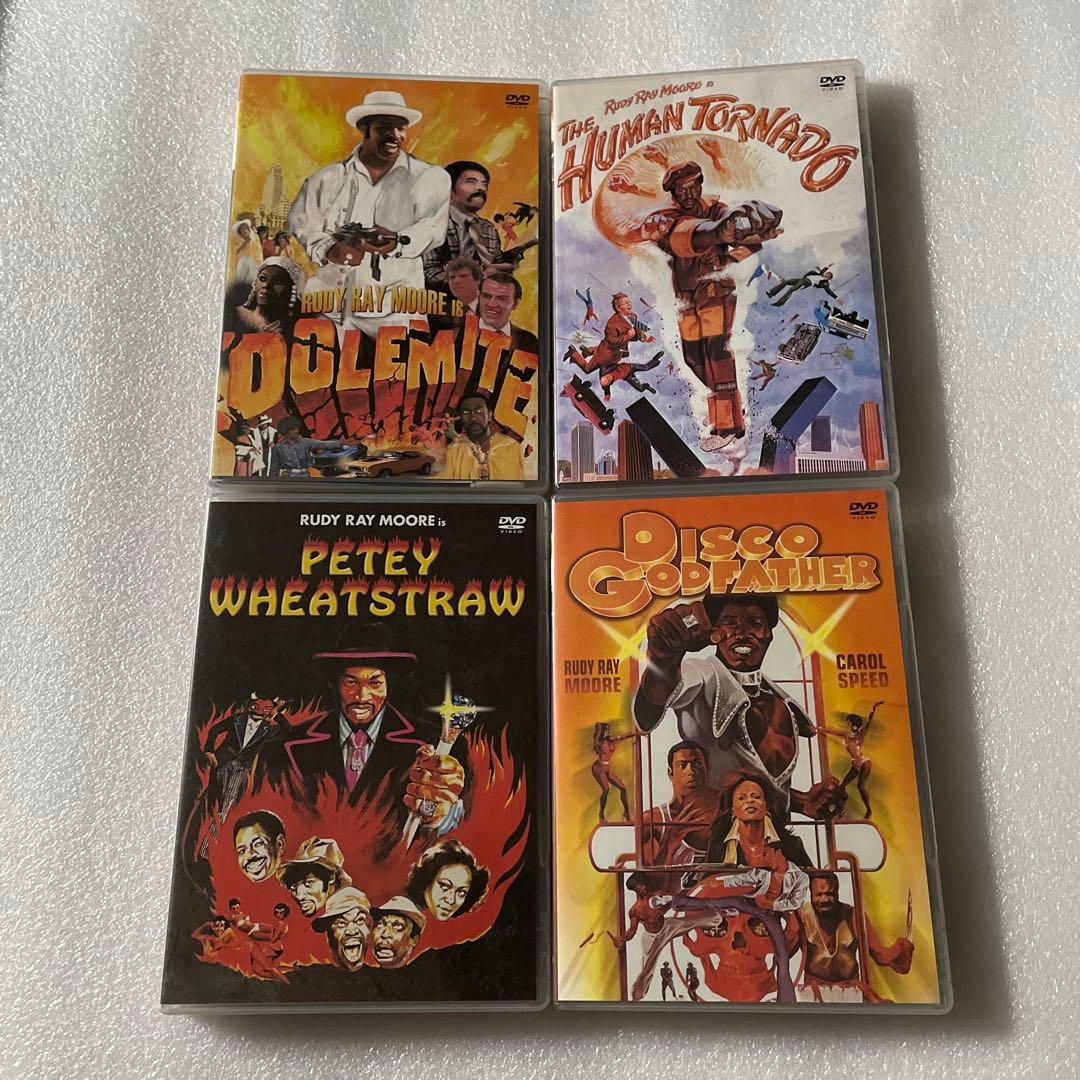 DVD
VIDEO
RUDY RAY MOORE IS
'DOLEMITE
RUDY RAY MOORE IS
THE
HUMAN TORNADO
DVD
VIDEO
RUDY RAY MOORE is
DVD
VIDEO
PETEY
WHEATSTRAW
DVD
VIDEO
DISCO
GODFATHER
RUDY RAY
MOORE
CAROL
SPEED